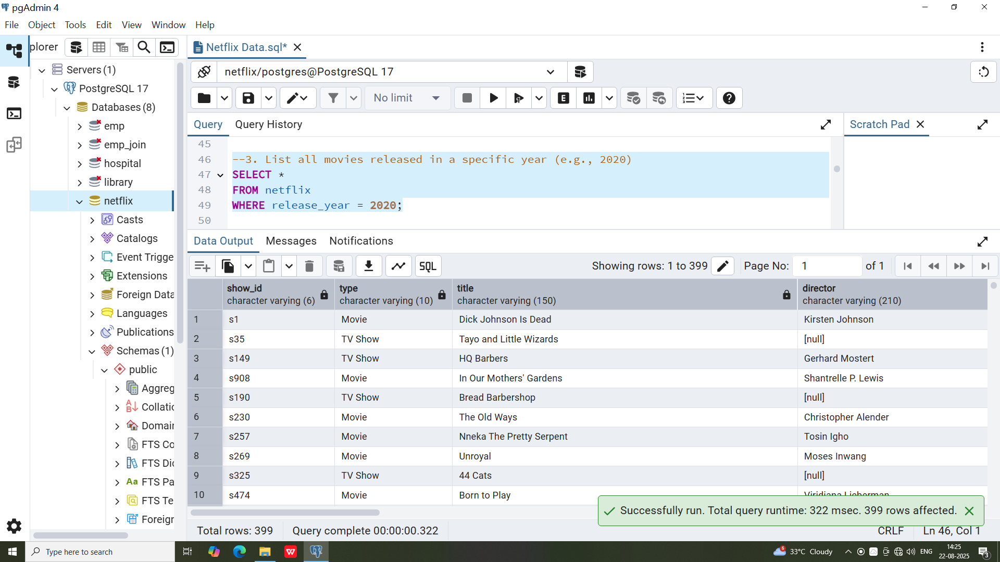 pgAdmin 4
File Object Tools Edit View Window Help
plorer
Netflix Data.sql*
Servers (1)
PostgreSQL 17
Databases (8)
emp
emp_join
hospital
library
netflix
Casts
Catalogs
Event Trigge
Extensions
Foreign Data
Languages
Publications
Schemas (1)
public
Aggreg
Collatic
Domain
FTS Co
FTS Dic
FTS Pa
FTS Te
Foreign
netflix/postgres@PostgreSQL 17
No limit
E
Query Query History
Scratch Pad
45
46 --3. List all movies released in a specific year (e.g., 2020)
47 SELECT *
48 FROM netflix
49 WHERE release_year = 2020;
50
Data Output Messages Notifications
SQL
Showing rows: 1 to 399
Page No: 1 of 1
show_id type title director
character varying (6) character varying (10) character varying (150) character varying (210)
1 s1 Movie Dick Johnson Is Dead Kirsten Johnson
2 s35 TV Show Tayo and Little Wizards [null]
3 s149 TV Show HQ Barbers Gerhard Mostert
4 s908 Movie In Our Mothers' Gardens Shantrelle P. Lewis
5 s190 TV Show Bread Barbershop [null]
6 s230 Movie The Old Ways Christopher Alender
7 s257 Movie Nneka The Pretty Serpent Tosin Igho
8 s269 Movie Unroyal Moses Inwang
9 s325 TV Show 44 Cats [null]
10 s474 Movie Born to Play Viridiana Lieberman
Successfully run. Total query runtime: 322 msec. 399 rows affected.
Total rows: 399 Query complete 00:00:00.322 CRLF Ln 46, Col 1
Type here to search
6
33°C Cloudy
ENG
14:25
22-08-2025
3